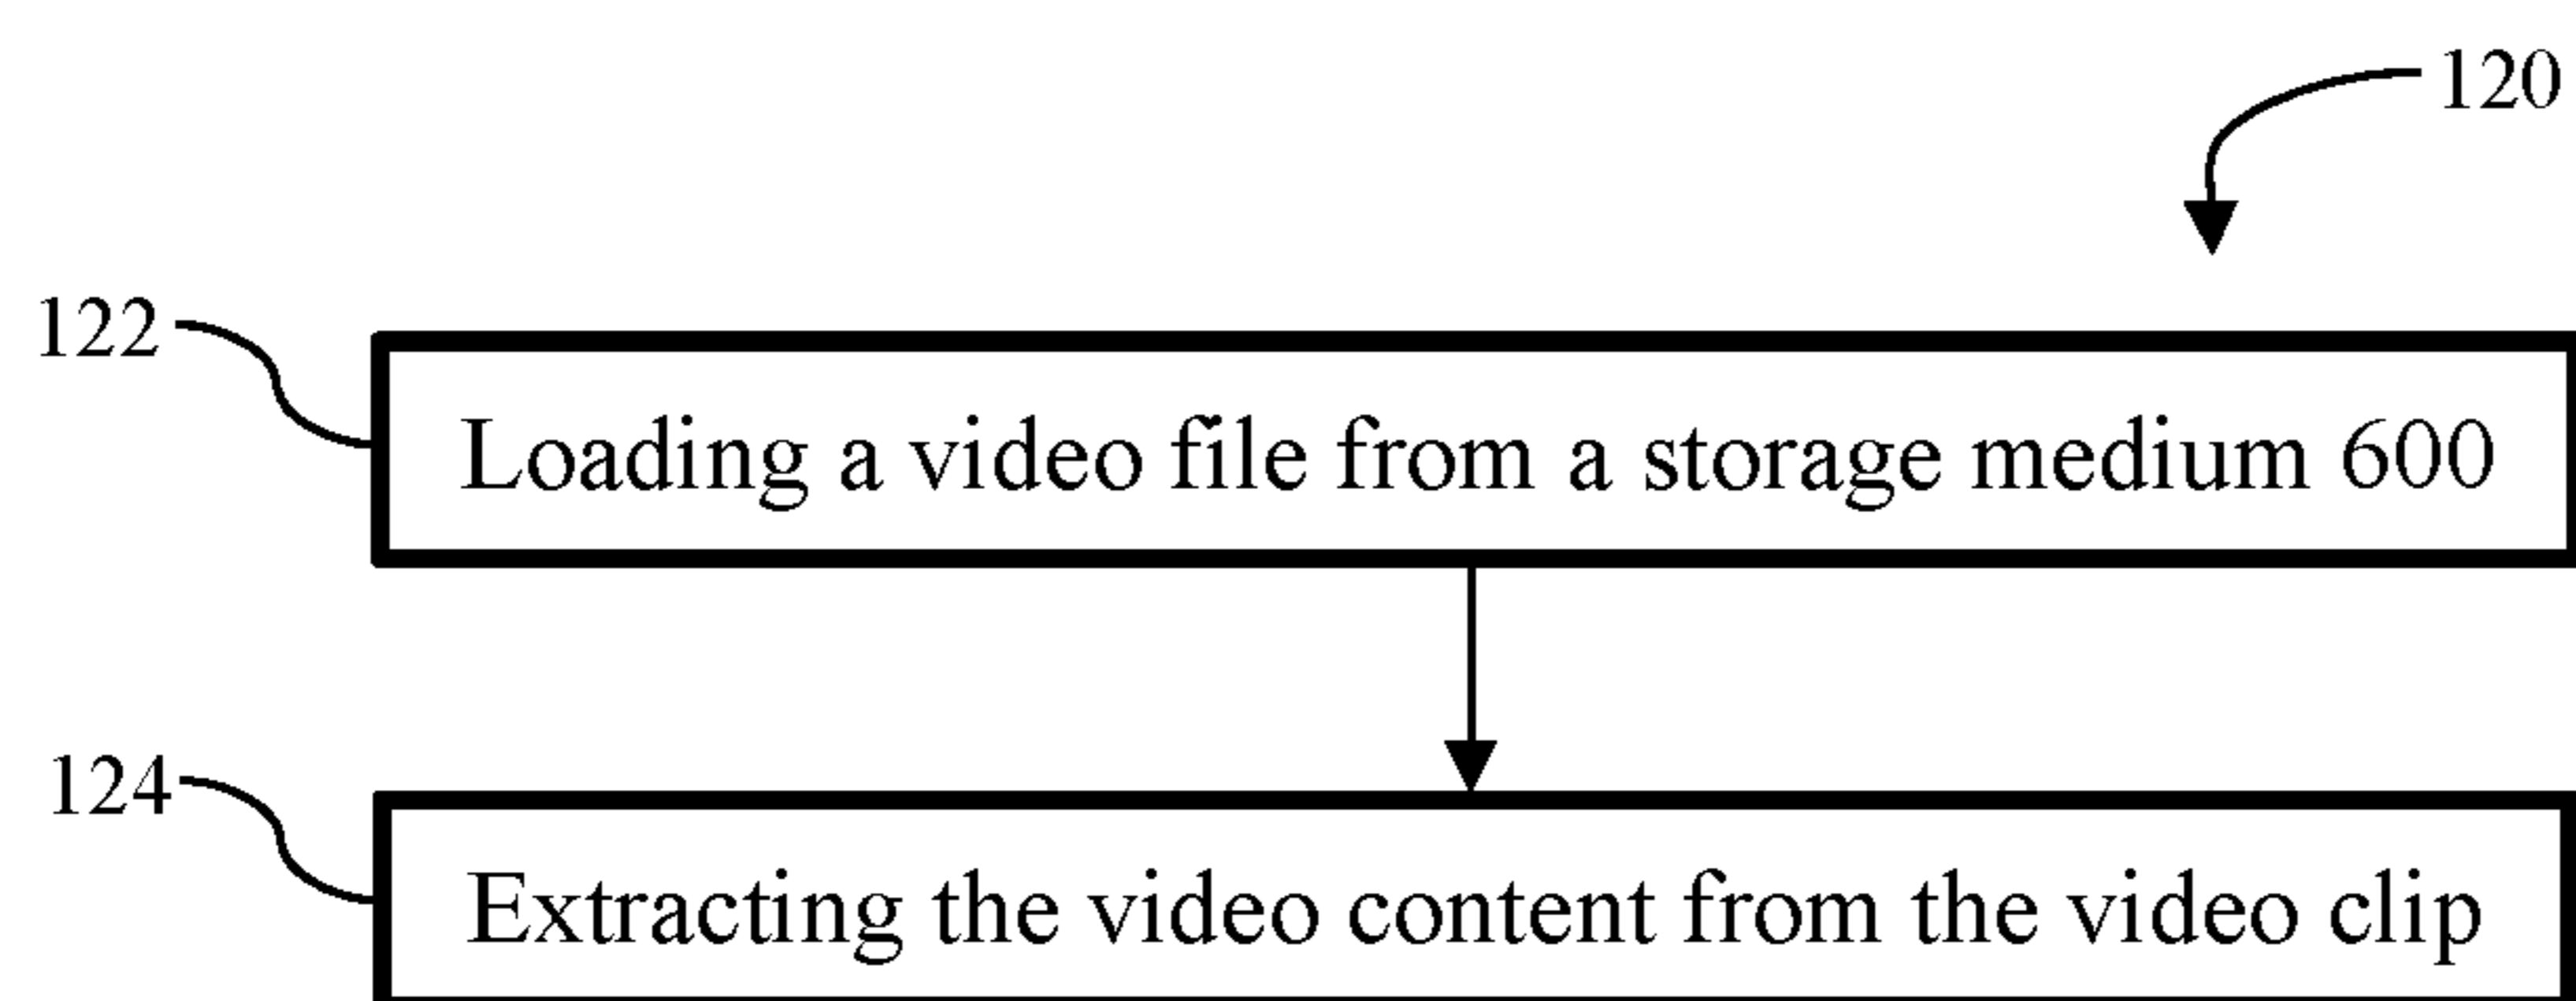 120
122
Loading a video file from a storage medium 600
124
Extracting the video content from the video clip